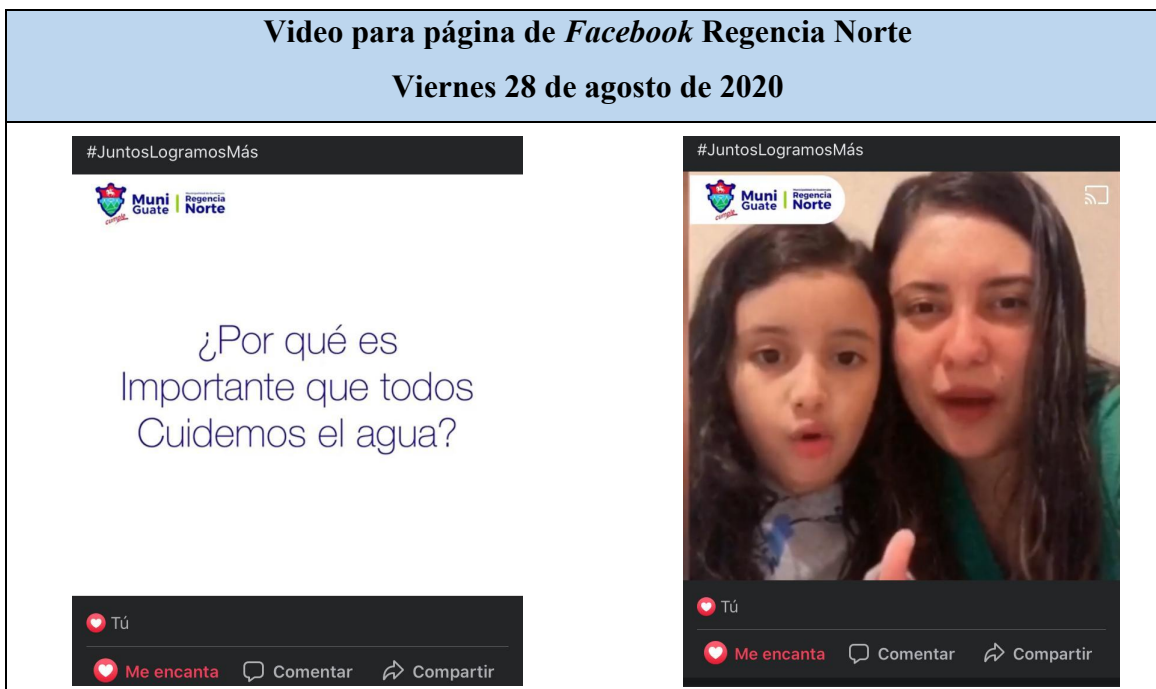 Video para página de Facebook Regencia Norte
Viernes 28 de agosto de 2020
#JuntosLogramosMás
Muni Guate
cumple
Regencia Norte
¿Por qué es
Importante que todos
Cuidemos el agua?
Tú
Me encanta Comentar Compartir
#JuntosLogramosMás
Muni Guate
cumple
Regencia Norte
Tú
Me encanta Comentar Compartir